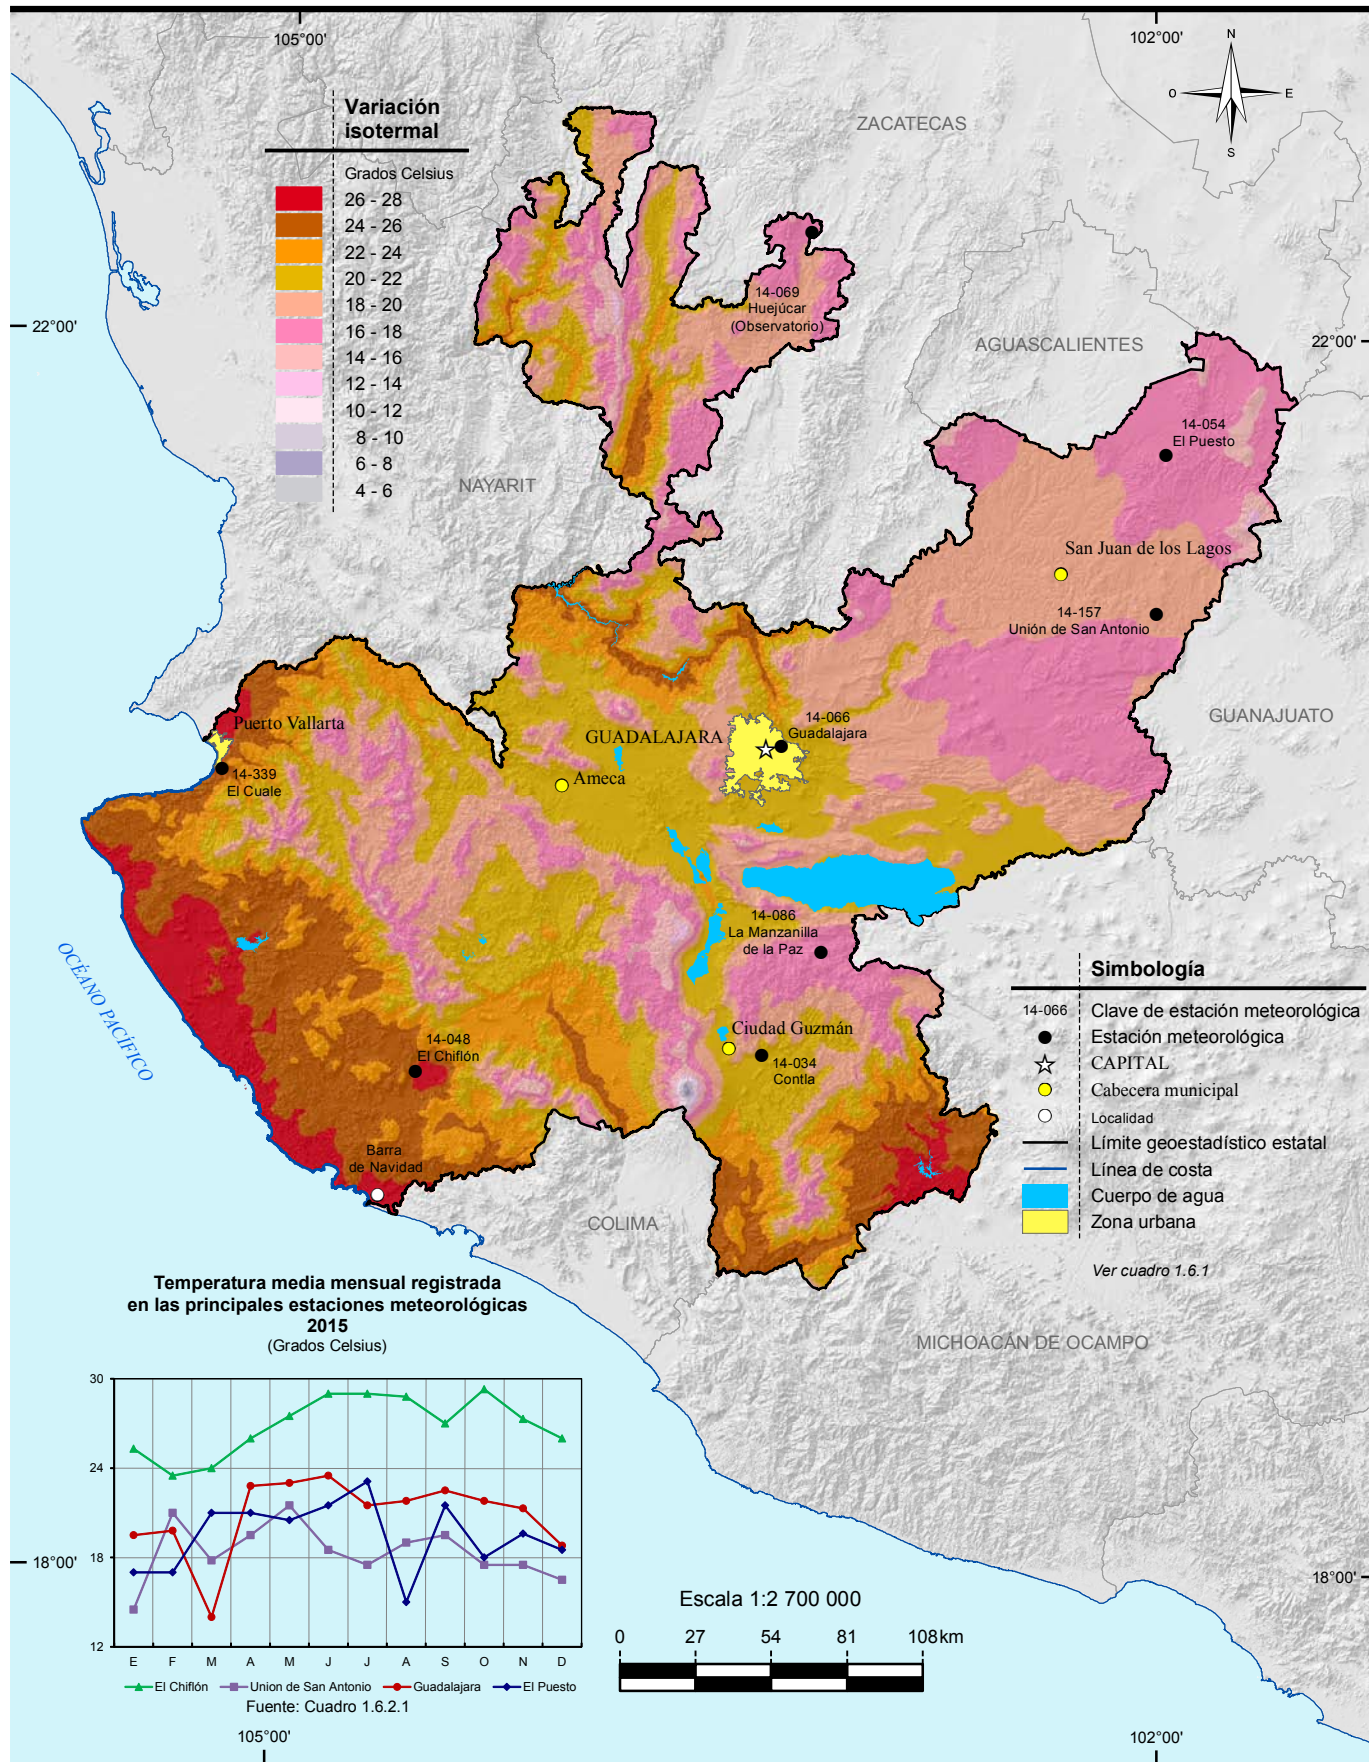 105°00'
102°00'
N
O
E
S
Variación
isotermal
Grados Celsius
26 - 28
24 - 26
22 - 24
20 - 22
18 - 20
16 - 18
14 - 16
12 - 14
10 - 12
8 - 10
6 - 8
4 - 6
ZACATECAS
14-069
Huejúcar
(Observatorio)
22°00'
22°00'
AGUASCALIENTES
14-054
El Puesto
NAYARIT
San Juan de los Lagos
14-157
Unión de San Antonio
GUANAJUATO
Puerto Vallarta
14-339
El Cuale
GUADALAJARA
14-066
Guadalajara
Ameca
14-086
La Manzanilla
de la Paz
OCÉANO PACÍFICO
Ciudad Guzmán
14-034
Contla
14-048
El Chiflón
Barra
de Navidad
COLIMA
MICHOACÁN DE OCAMPO
Simbología
14-066 Clave de estación meteorológica
Estación meteorológica
CAPITAL
Cabecera municipal
Localidad
Límite geoestadístico estatal
Línea de costa
Cuerpo de agua
Zona urbana
Ver cuadro 1.6.1
Temperatura media mensual registrada
en las principales estaciones meteorológicas
2015
(Grados Celsius)
30
24
18
12
E F M A M J J A S O N D
El Chiflón Union de San Antonio Guadalajara El Puesto
Fuente: Cuadro 1.6.2.1
18°00'
18°00'
Escala 1:2 700 000
0 27 54 81 108km
105°00'
102°00'